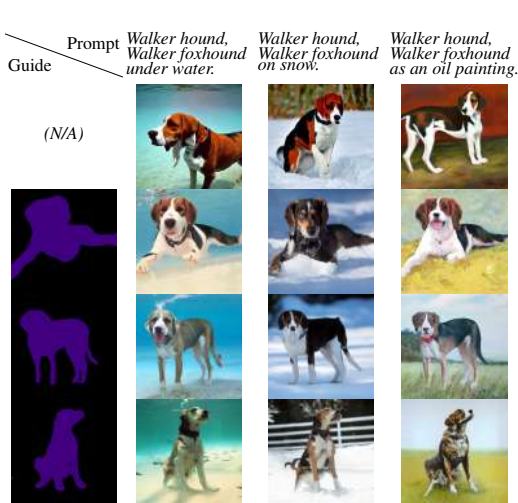 Prompt
Guide
Walker hound,
Walker foxhound
under water.
Walker hound,
Walker foxhound
on snow.
Walker hound,
Walker foxhound
as an oil painting.
(N/A)